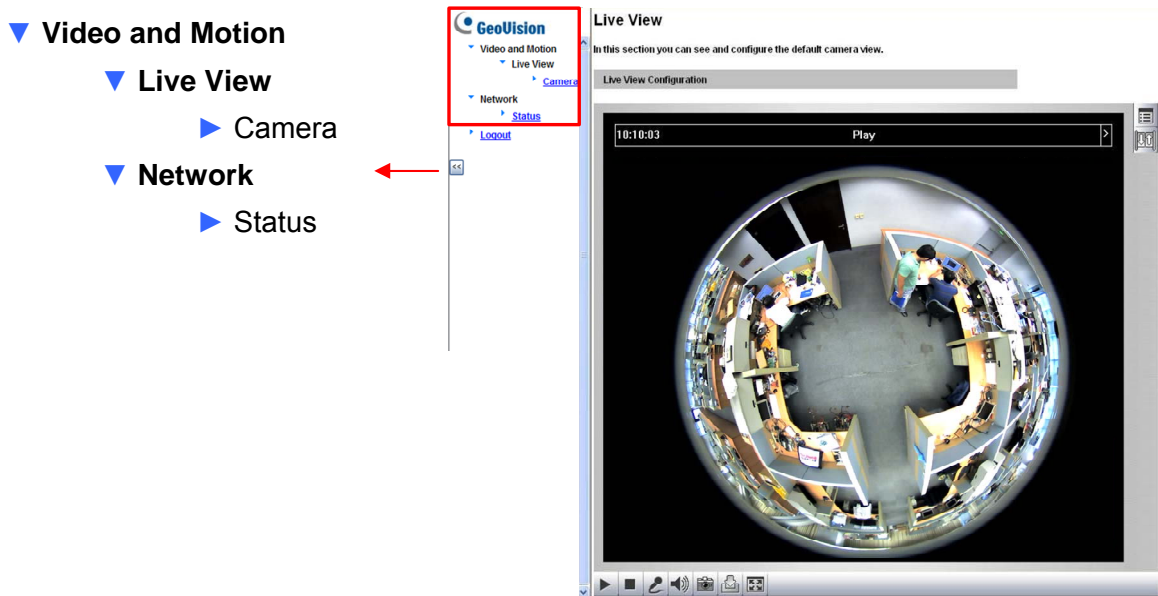 Video and Motion
Live View
Camera
Network
Status
GeoVision
Video and Motion
Live View
Camera
Network
Status
Logout
<<
Live View
In this section you can see and configure the default camera view.
Live View Configuration
10:10:03 Play >